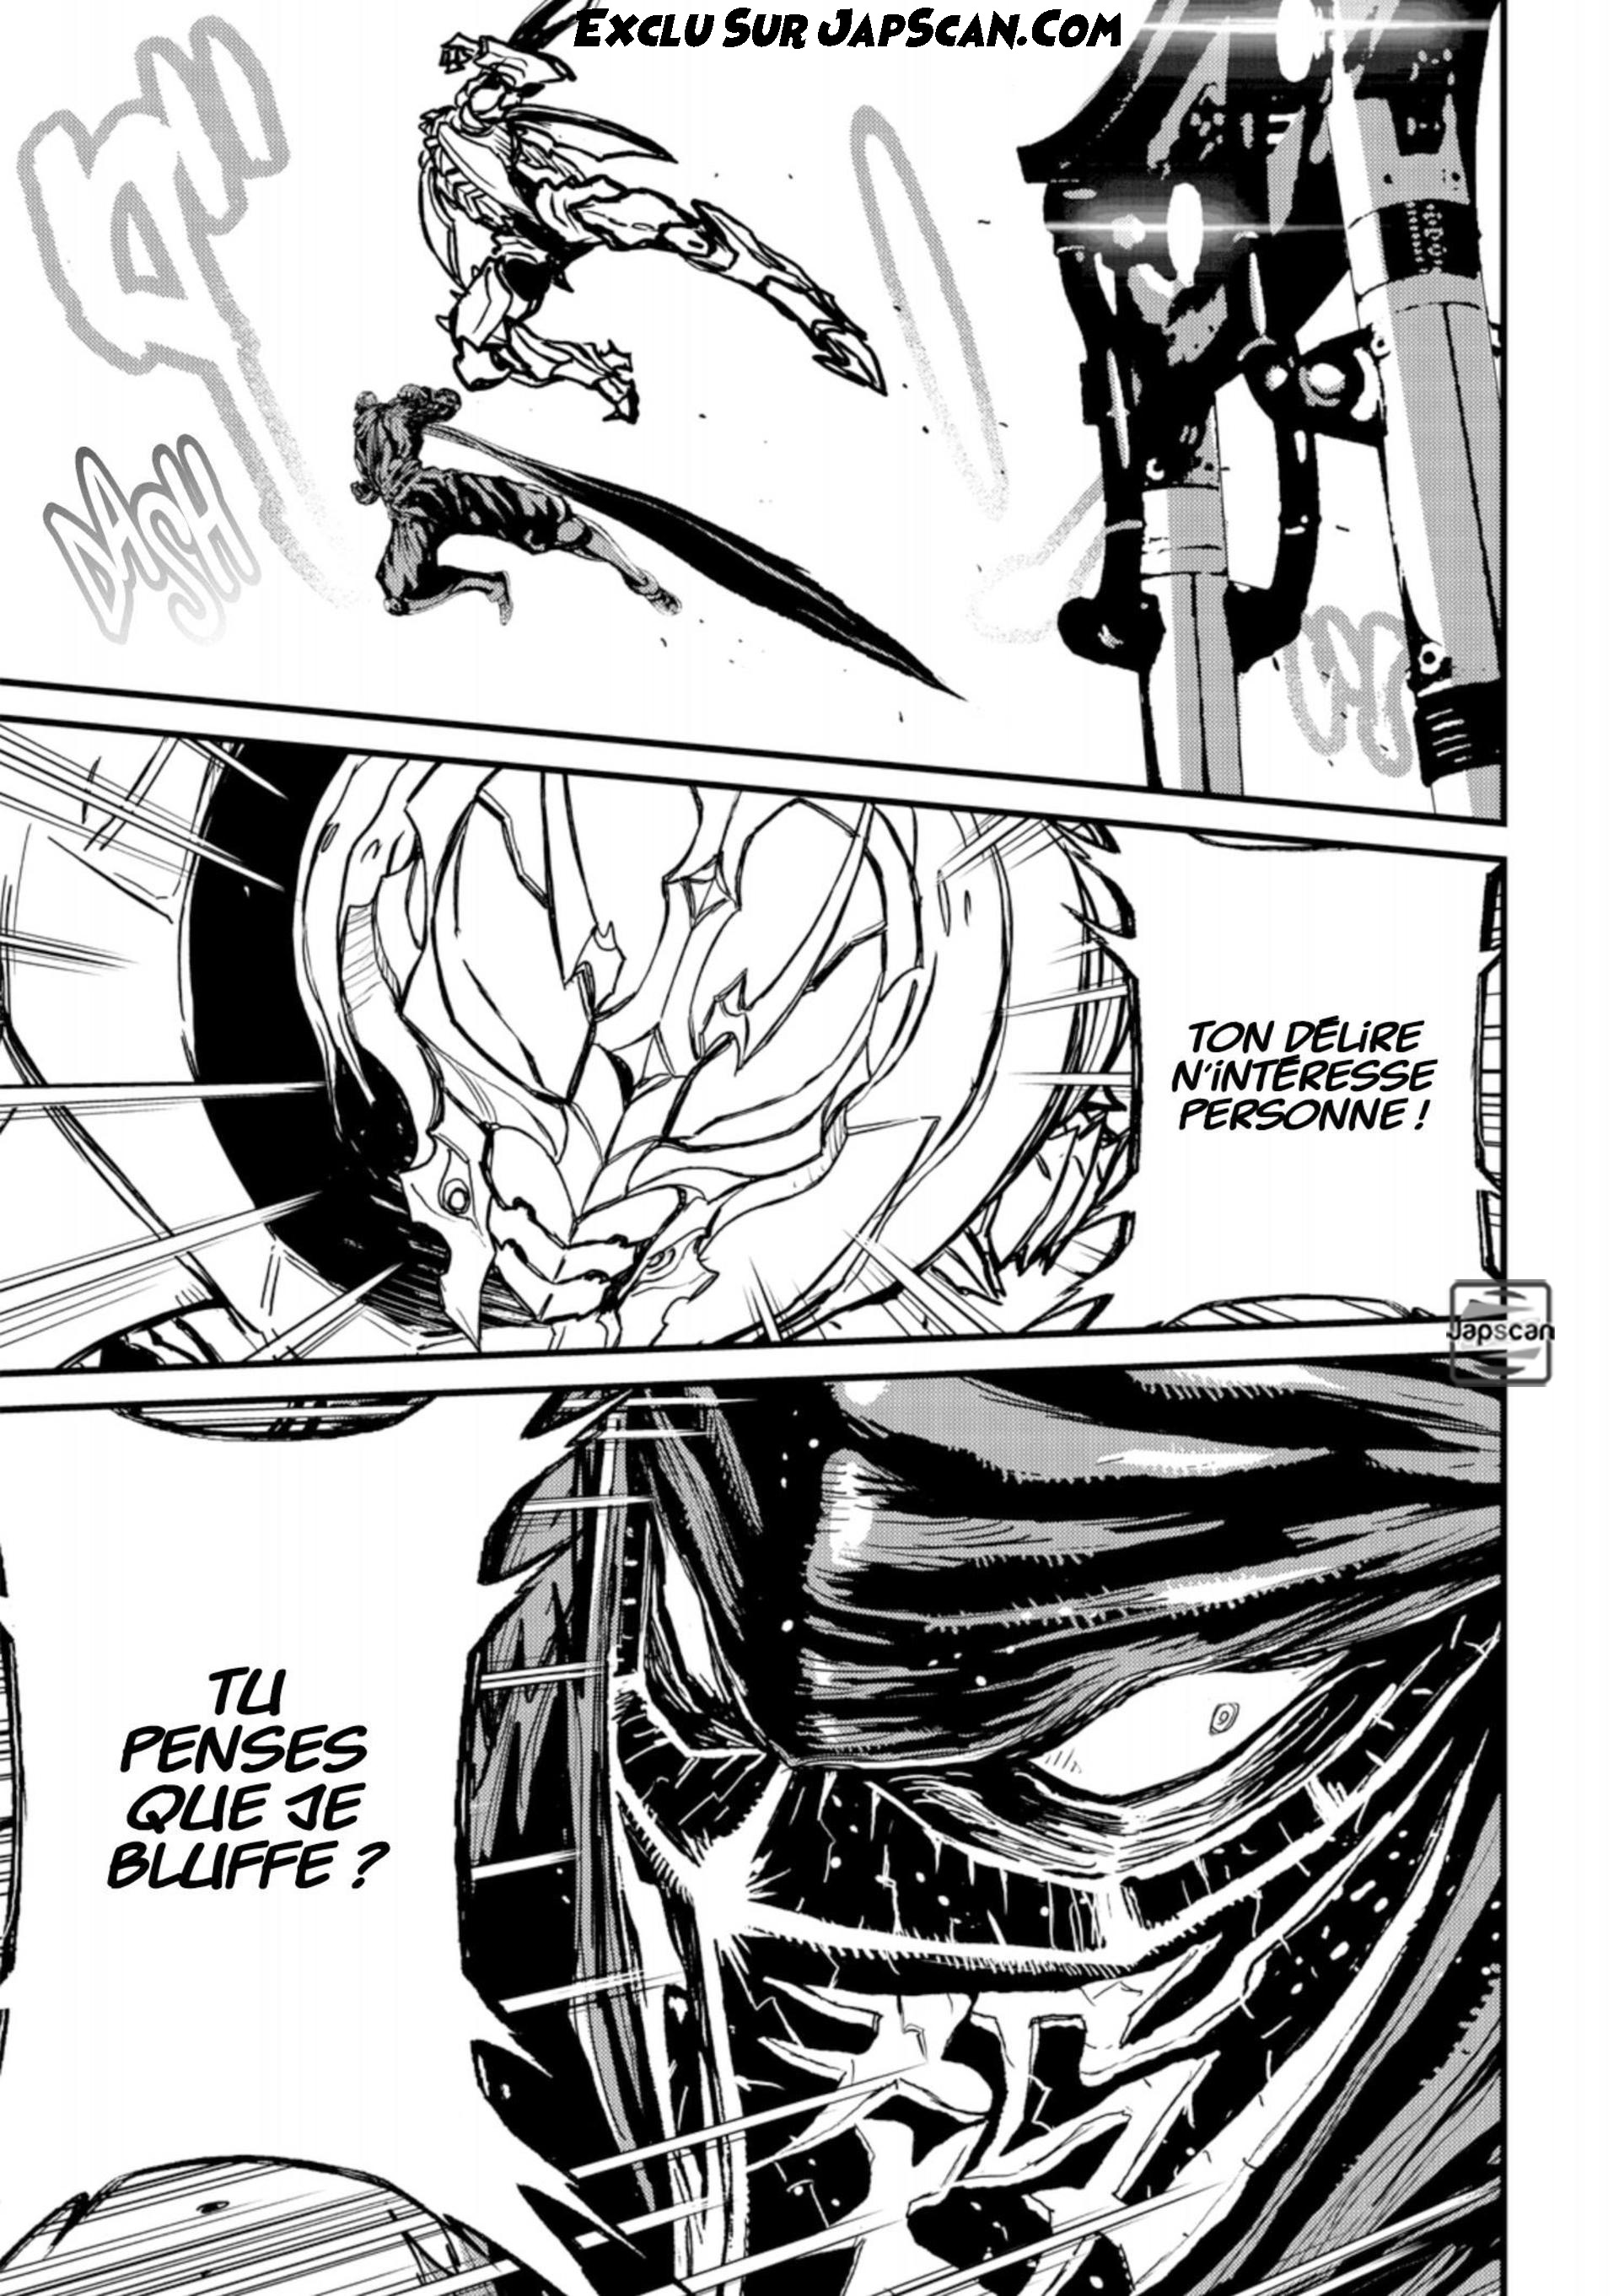 EXCLU SUR JAPSCAN.COM
DASH
TON DÉLIRE
N'INTÉRESSE
PERSONNE !
Japscan
TU
PENSES
QUE JE
BLUFFE ?